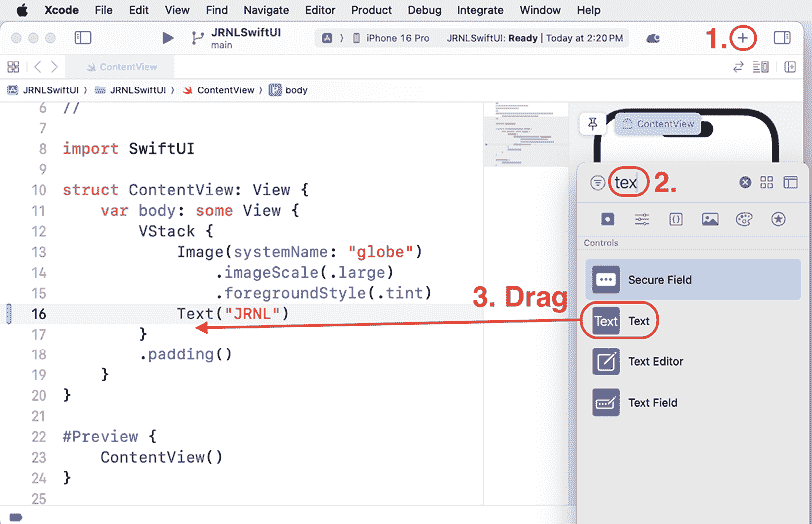 Xcode File Edit View Find Navigate Editor Product Debug Integrate Window Help
JRNLSwiftUI
main
iPhone 16 Pro
JRNLSwiftUI: Ready | Today at 2:20 PM
1. +
ContentView
JRNLSwiftUI 〉 JRNLSwiftUI 〉 ContentView 〉 body
6 //
7
8 import SwiftUI
9
10 struct ContentView: View {
11 var body: some View {
12 VStack {
13 Image(systemName: "globe")
14 .imageScale(.large)
15 .foregroundStyle(.tint)
16 Text("JRNL")
17 }
18 .padding()
19 }
20 }
21
22 #Preview {
23 ContentView()
24 }
25
ContentView
tex 2.
Controls
Secure Field
3. Drag
Text Text
Text Editor
Text Field